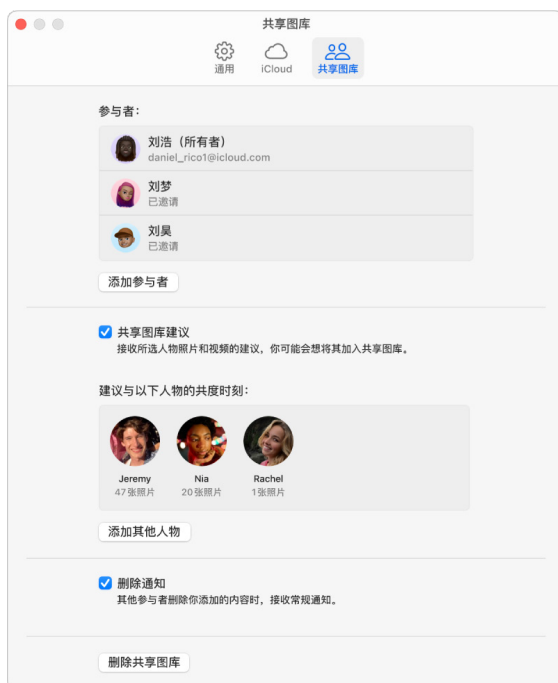 共享图库
通用 iCloud 共享图库
参与者：
刘浩（所有者）
daniel_rico1@icloud.com
刘梦
已邀请
刘昊
已邀请
添加参与者
共享图库建议
接收所选人物照片和视频的建议，你可能会想将其加入共享图库。
建议与以下人物的共度时刻：
Jeremy Nia Rachel
47张照片 20张照片 1张照片
添加其他人物
删除通知
其他参与者删除你添加的内容时，接收常规通知。
删除共享图库